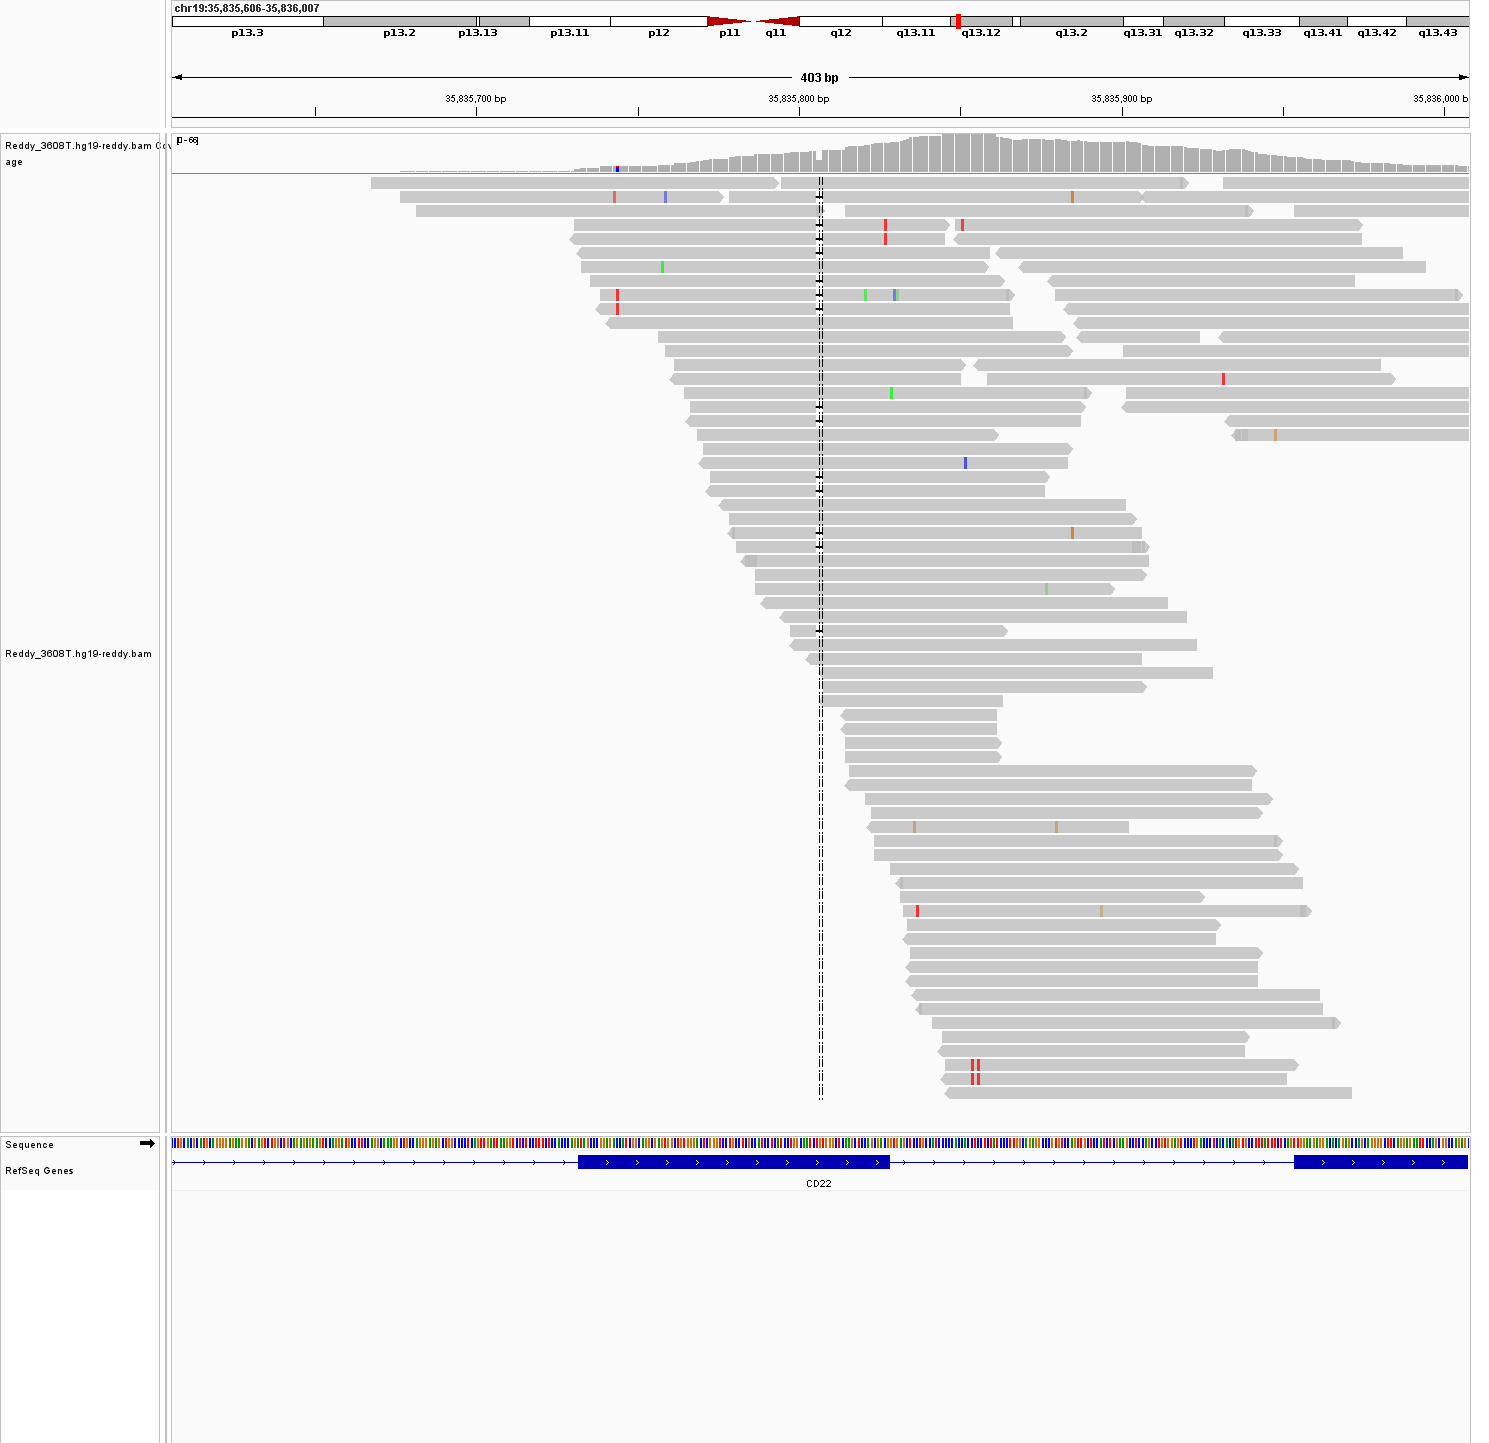 chr19:35,835,606-35,836,007
p13.3 p13.2 p13.13 p13.11 p12 p11 q11 q12 q13.11 q13.12 q13.2 q13.31 q13.32 q13.33 q13.41 q13.42 q13.43
403 bp
35,835,700 bp 35,835,800 bp 35,835,900 bp 35,836,000 b
Reddy_3608T.hg19-reddy.bam Cov
age
[0-66]
Reddy_3608T.hg19-reddy.bam
Sequence
RefSeq Genes
CD22